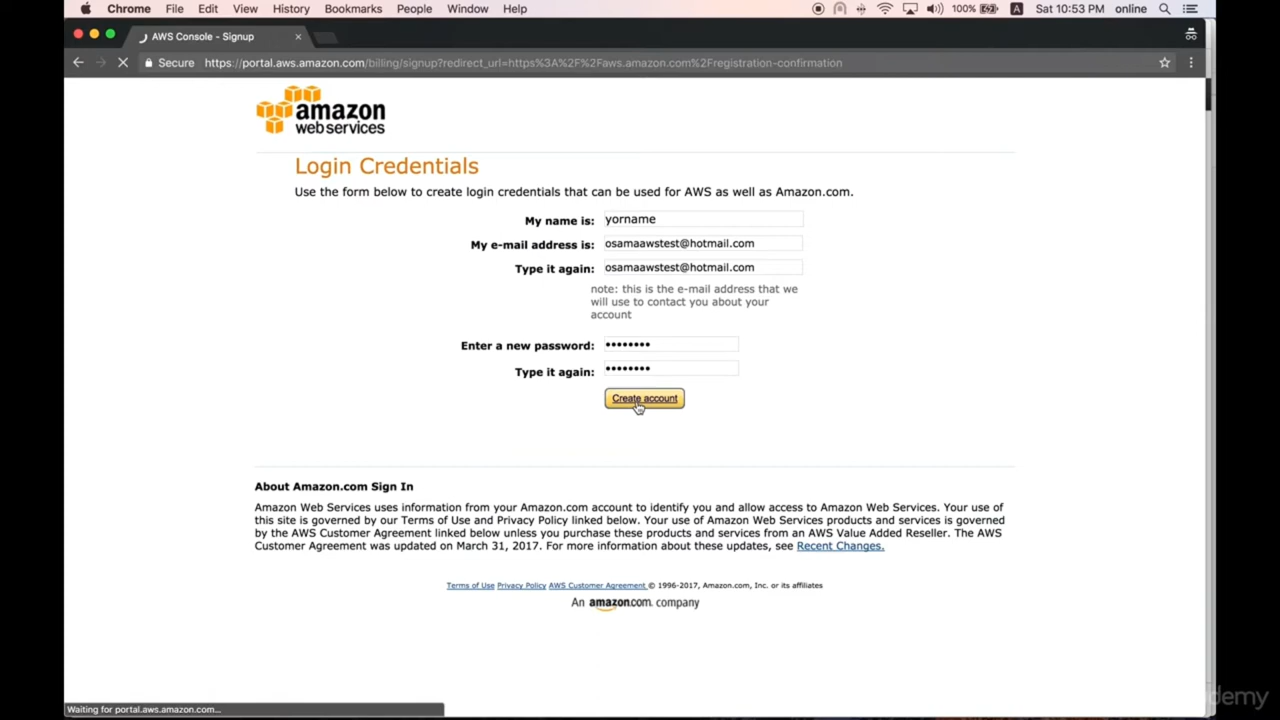 Chrome File Edit View History Bookmarks People Window Help 100% A Sat 10:53 PM online
AWS Console - Signup
Secure https://portal.aws.amazon.com/billing/signup?redirect_url=https%3A%2F%2Faws.amazon.com%2Fregistration-confirmation
amazon
web services
Login Credentials
Use the form below to create login credentials that can be used for AWS as well as Amazon.com.
My name is: yorname
My e-mail address is: osamaawstest@hotmail.com
Type it again: osamaawstest@hotmail.com
note: this is the e-mail address that we
will use to contact you about your
account
Enter a new password: ••••••••
Type it again: ••••••••
Create account
About Amazon.com Sign In
Amazon Web Services uses information from your Amazon.com account to identify you and allow access to Amazon Web Services. Your use of
this site is governed by our Terms of Use and Privacy Policy linked below. Your use of Amazon Web Services products and services is governed
by the AWS Customer Agreement linked below unless you purchase these products and services from an AWS Value Added Reseller. The AWS
Customer Agreement was updated on March 31, 2017. For more information about these updates, see Recent Changes.
Terms of Use Privacy Policy AWS Customer Agreement © 1996-2017, Amazon.com, Inc. or its affiliates
An amazon.com company
Waiting for portal.aws.amazon.com...